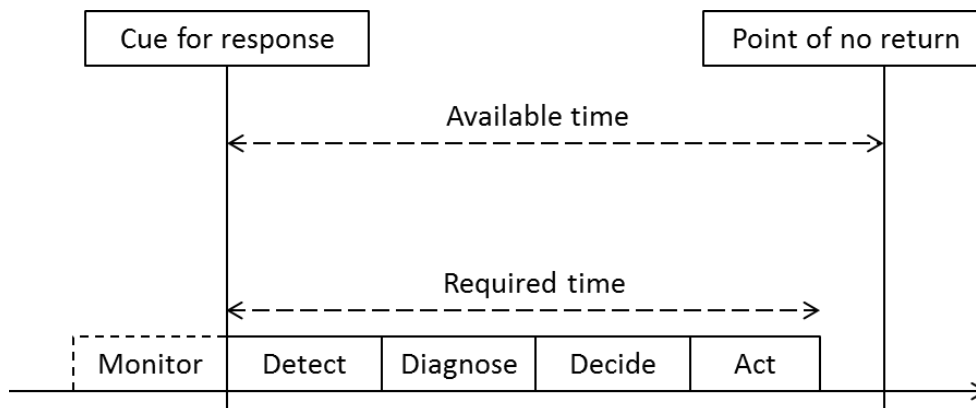 Cue for response
Point of no return
Available time
Required time
Monitor
Detect
Diagnose
Decide
Act